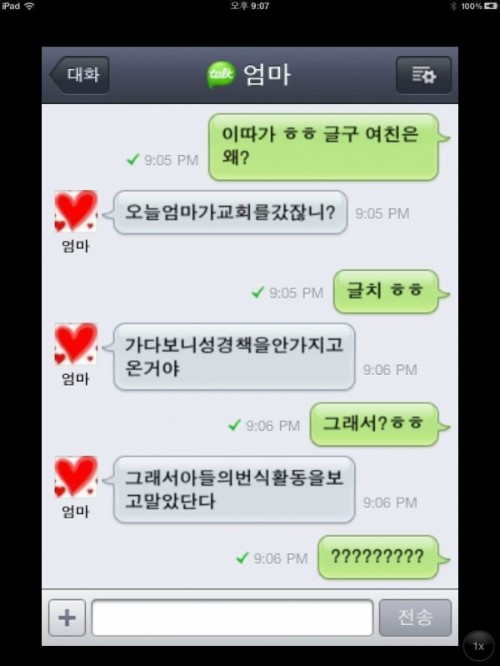 iPad 오후 9:07 100%
대화 talk 엄마
이따가 ㅎㅎ 글구 여친은
왜?
9:05 PM
오늘엄마가교회를갔잖니?
9:05 PM
엄마
글치 ㅎㅎ
9:05 PM
가다보니성경책을안가지고
온거야
9:06 PM
엄마
그래서?ㅎㅎ
9:06 PM
그래서아들의번식활동을보
고말았단다
9:06 PM
엄마
?????????
9:06 PM
+ 전송
1x